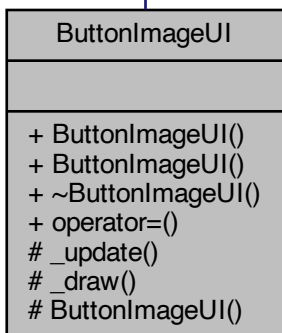 ButtonImageUI
+ ButtonImageUI()
+ ButtonImageUI()
+ ~ButtonImageUI()
+ operator=()
# _update()
# _draw()
# ButtonImageUI()